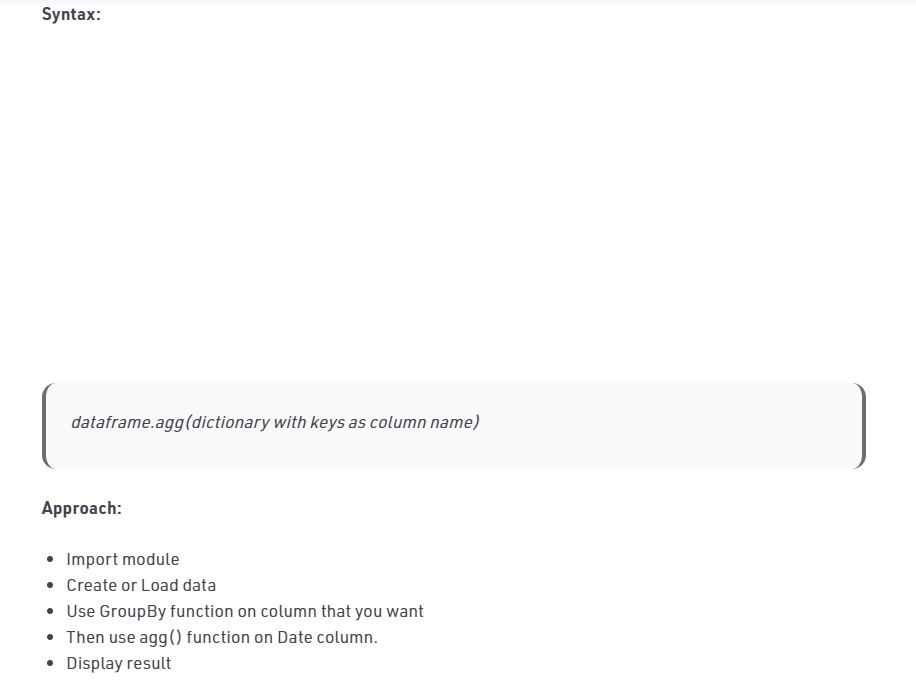 Syntax:
dataframe.agg(dictionary with keys as column name)
Approach:
Import module
Create or Load data
Use GroupBy function on column that you want
Then use agg() function on Date column.
Display result